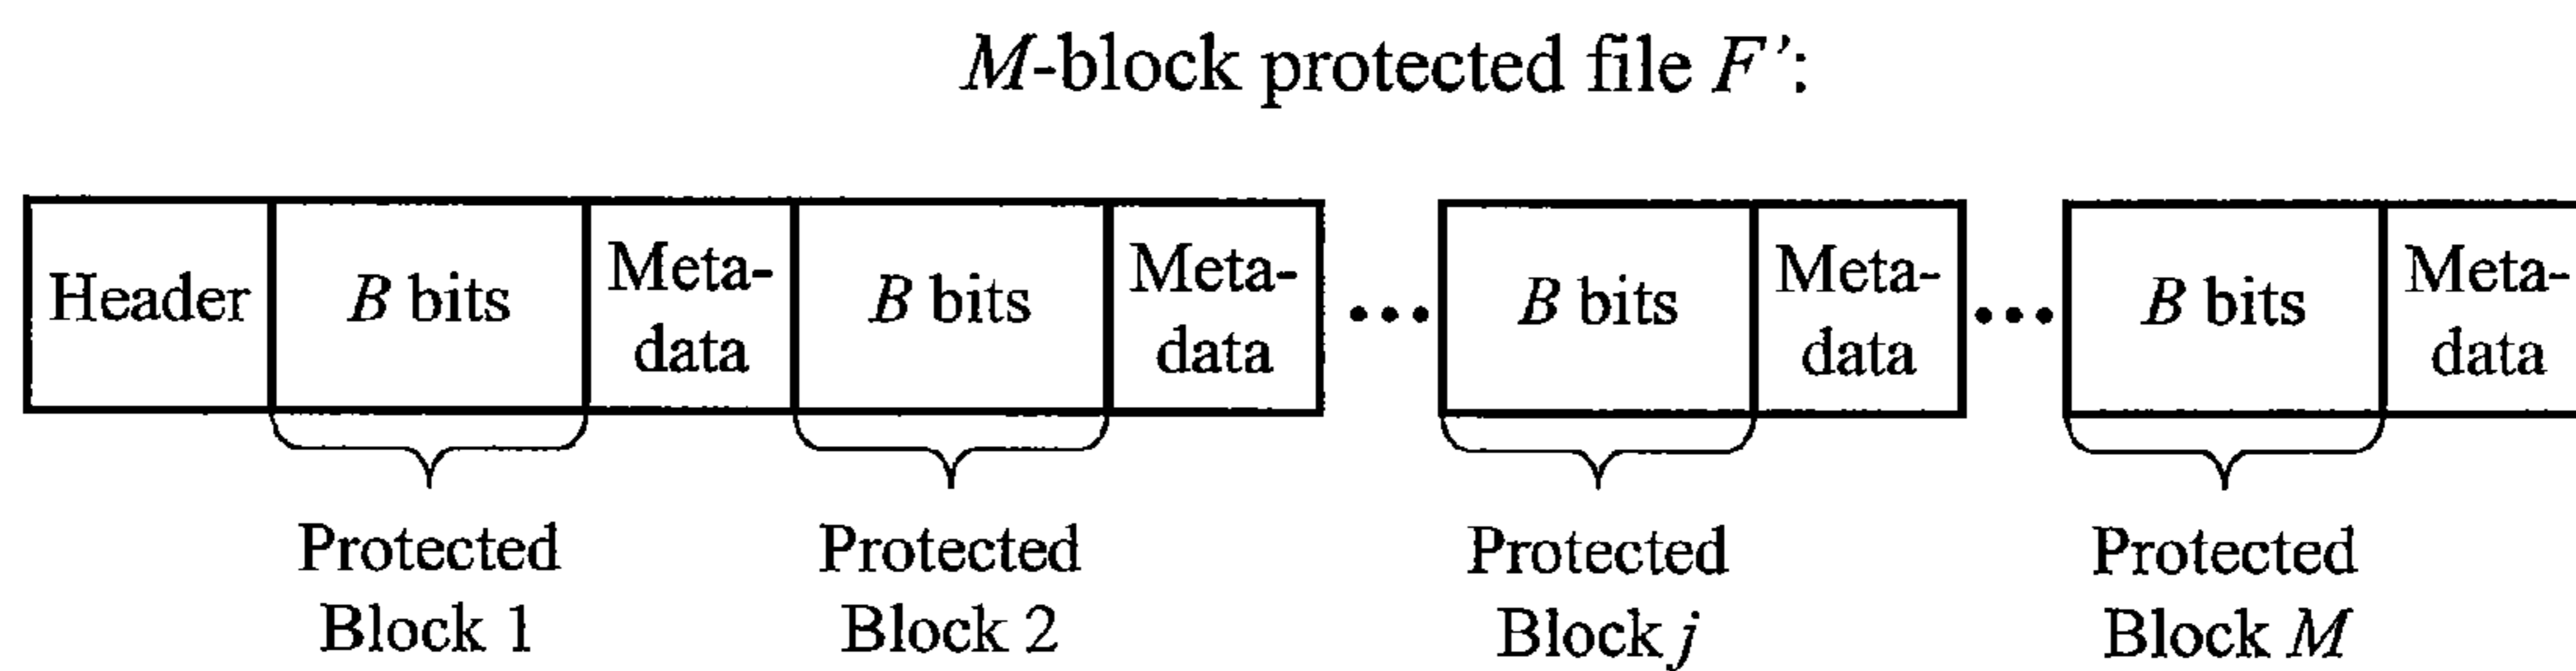 M-block protected file F’:
Header B bits Meta- B bits Meta- ••• B bits Meta- ••• B bits Meta-
data data data data
Protected Protected Protected Protected
Block 1 Block 2 Block j Block M